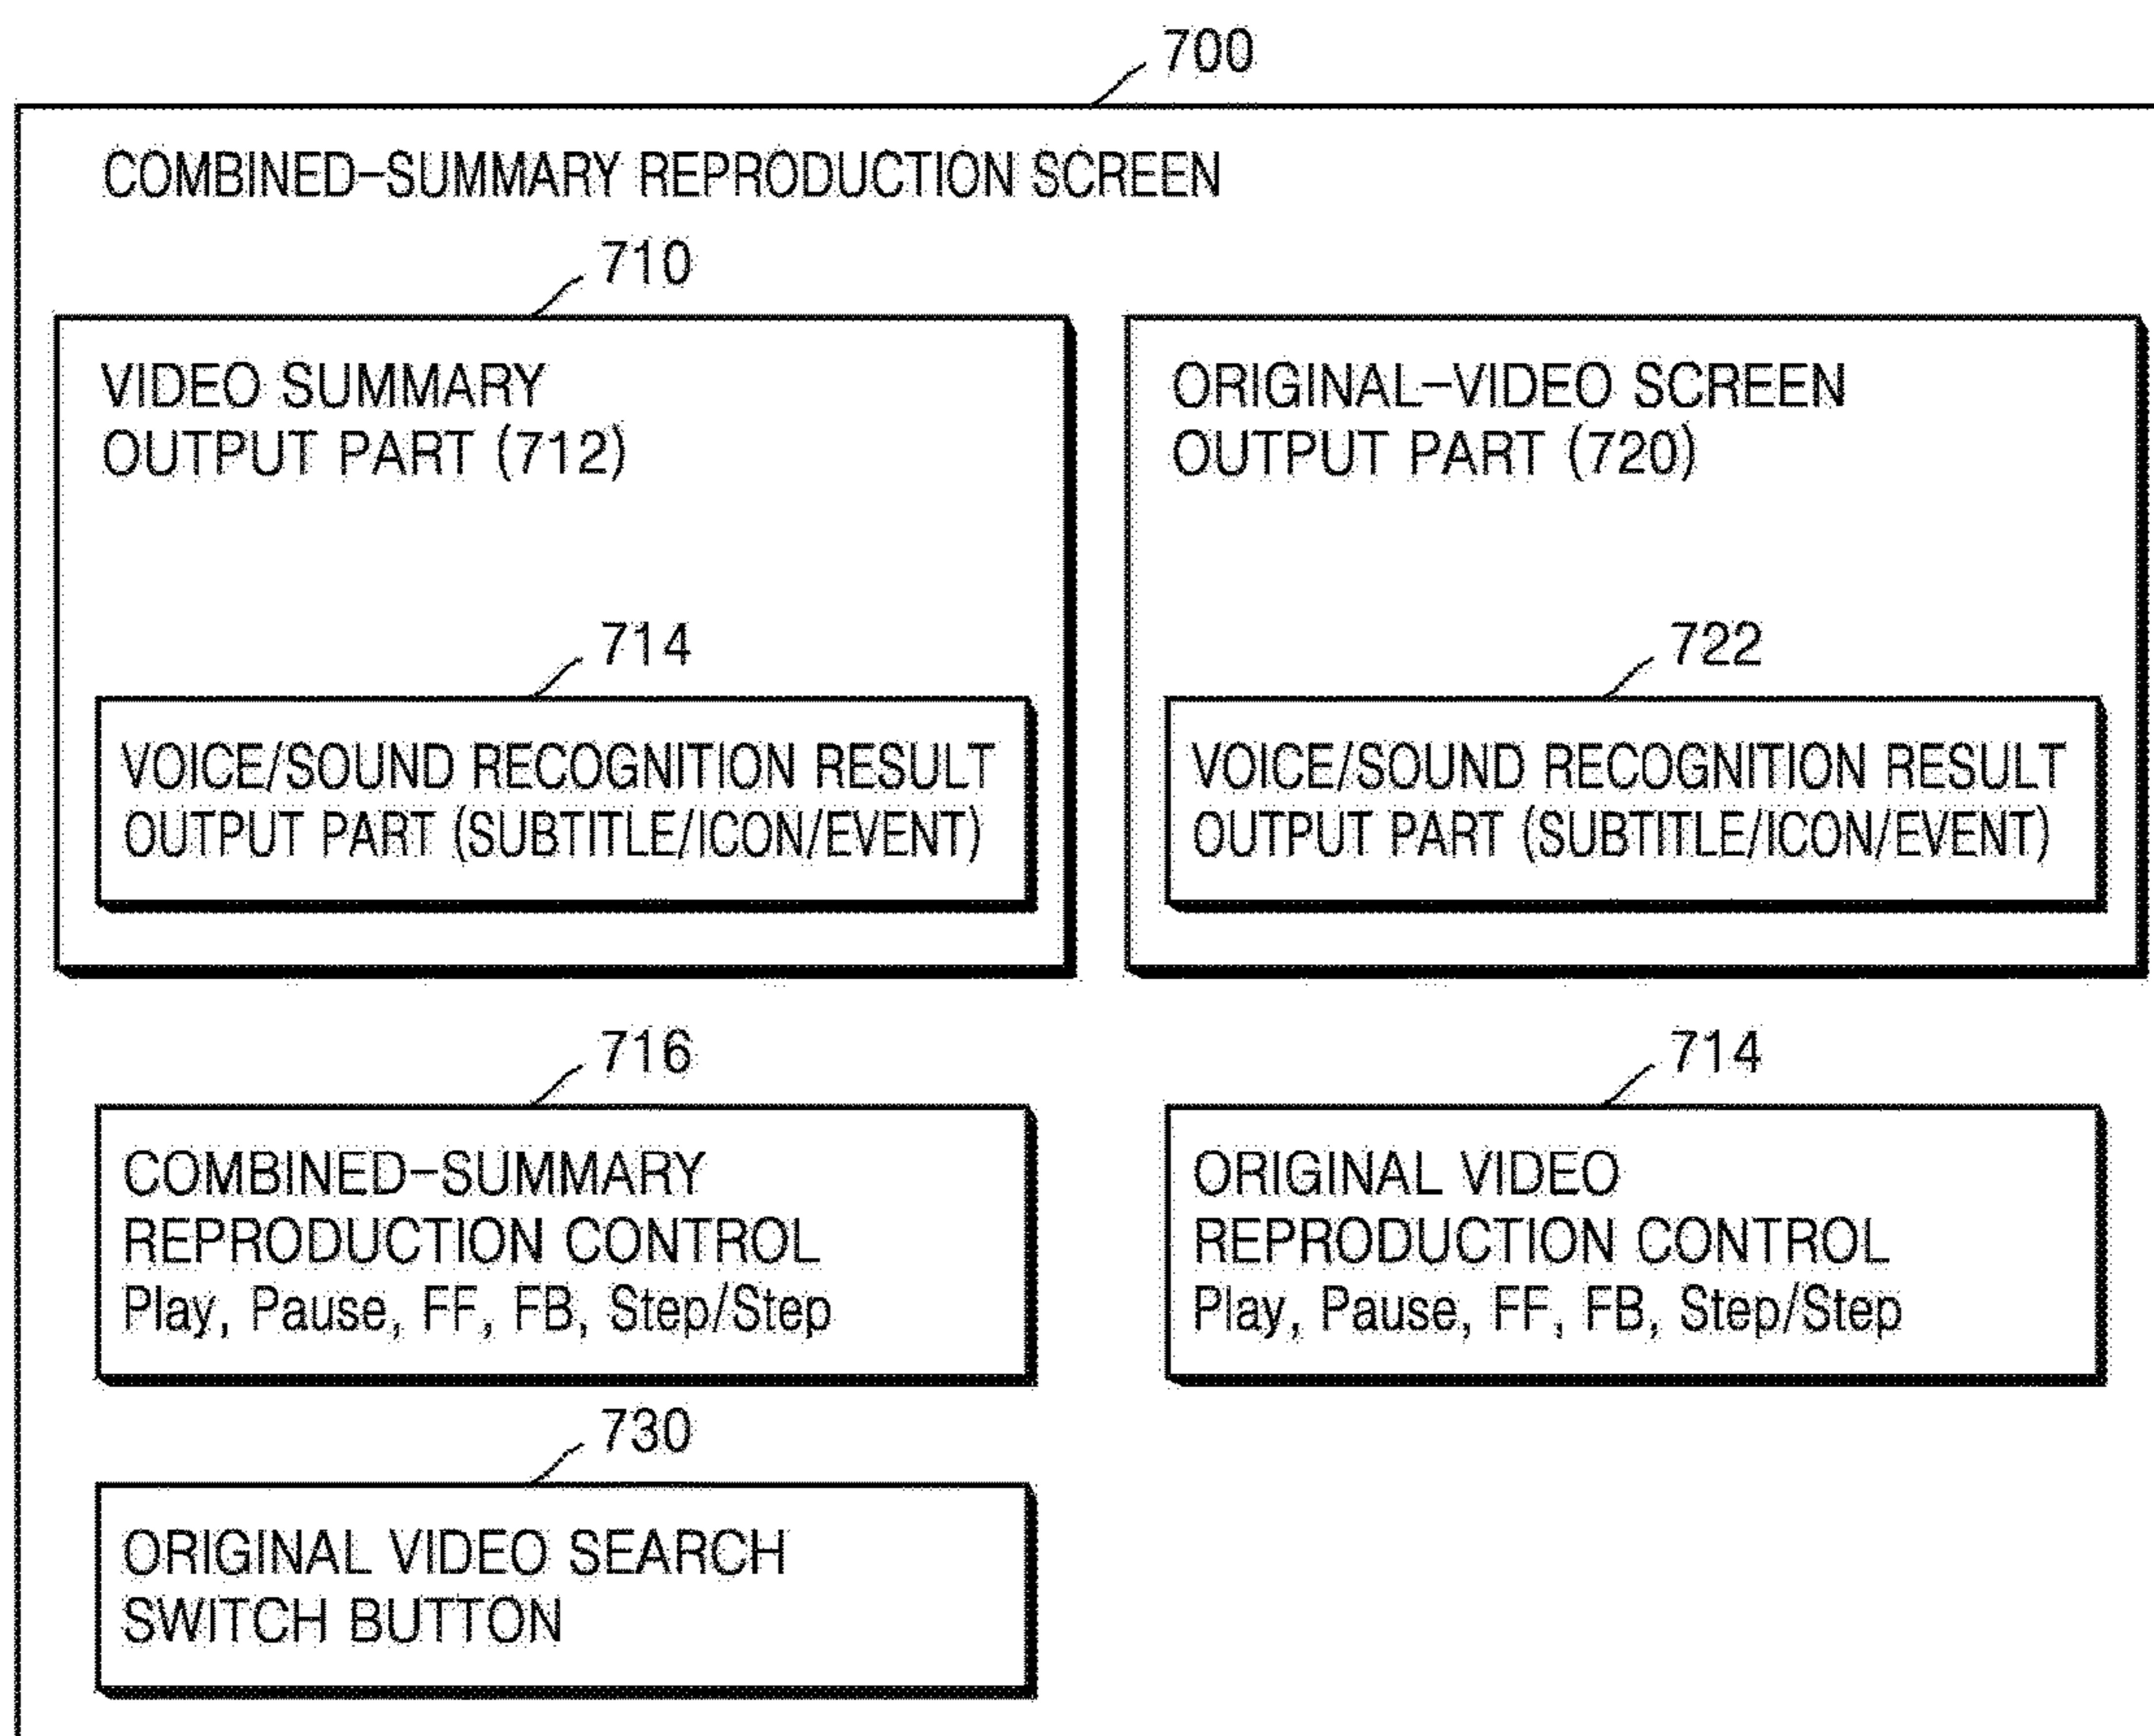 700
COMBINED-SUMMARY REPRODUCTION SCREEN
710
VIDEO SUMMARY
OUTPUT PART (712)
714
VOICE/SOUND RECOGNITION RESULT
OUTPUT PART (SUBTITLE/ICON/EVENT)
ORIGINAL-VIDEO SCREEN
OUTPUT PART (720)
722
VOICE/SOUND RECOGNITION RESULT
OUTPUT PART (SUBTITLE/ICON/EVENT)
716
COMBINED-SUMMARY
REPRODUCTION CONTROL
Play, Pause, FF, FB, Step/Step
714
ORIGINAL VIDEO
REPRODUCTION CONTROL
Play, Pause, FF, FB, Step/Step
730
ORIGINAL VIDEO SEARCH
SWITCH BUTTON